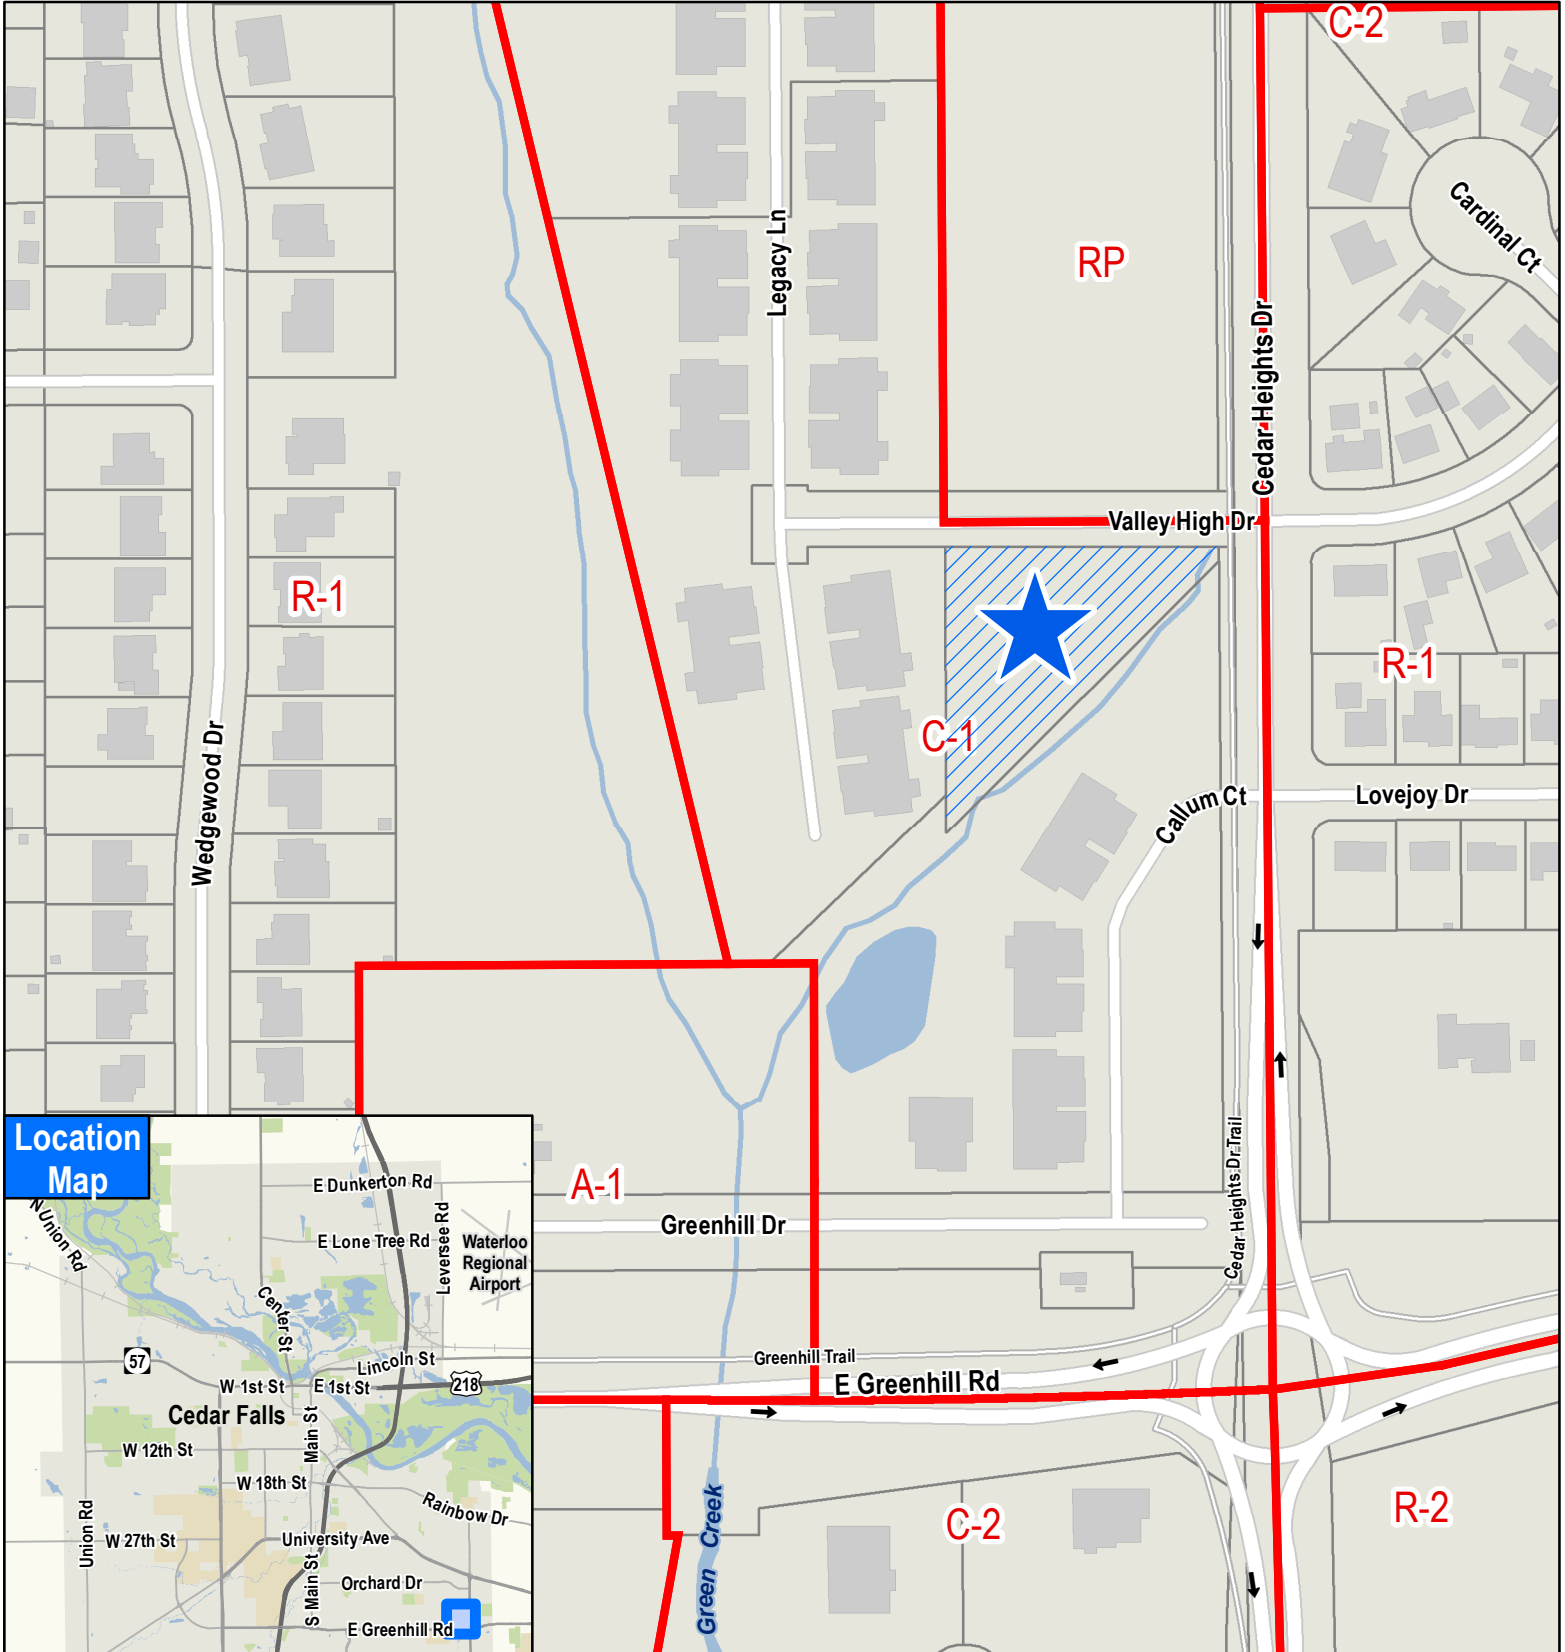 C-2
Cardinal Ct
Legacy Ln
RP
Cedar Heights Dr
Valley High Dr
R-1
R-1
C-1
Wedgewood Dr
Callum Ct
Lovejoy Dr
Cedar Heights Dr Trail
A-1
Greenhill Dr
Greenhill Trail
E Greenhill Rd
Green Creek
C-2
R-2
Location
Map
N Union Rd
E Dunkerton Rd
E Lone Tree Rd
Leversee Rd
Waterloo
Regional
Airport
Center St
57
Lincoln St
W 1st St
E 1st St
218
Cedar Falls
Main St
W 12th St
W 18th St
Rainbow Dr
Union Rd
W 27th St
University Ave
S Main St
Orchard Dr
E Greenhill Rd